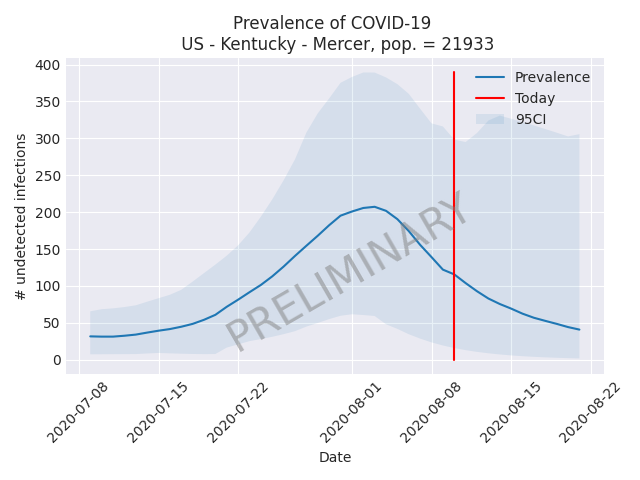 Prevalence of COVID-19
US - Kentucky - Mercer, pop. = 21933
# undetected infections
400
350
300
250
200
150
100
50
0
Prevalence
Today
95CI
PRELIMINARY
2020-07-08
2020-07-15
2020-07-22
2020-08-01
2020-08-08
2020-08-15
2020-08-22
Date